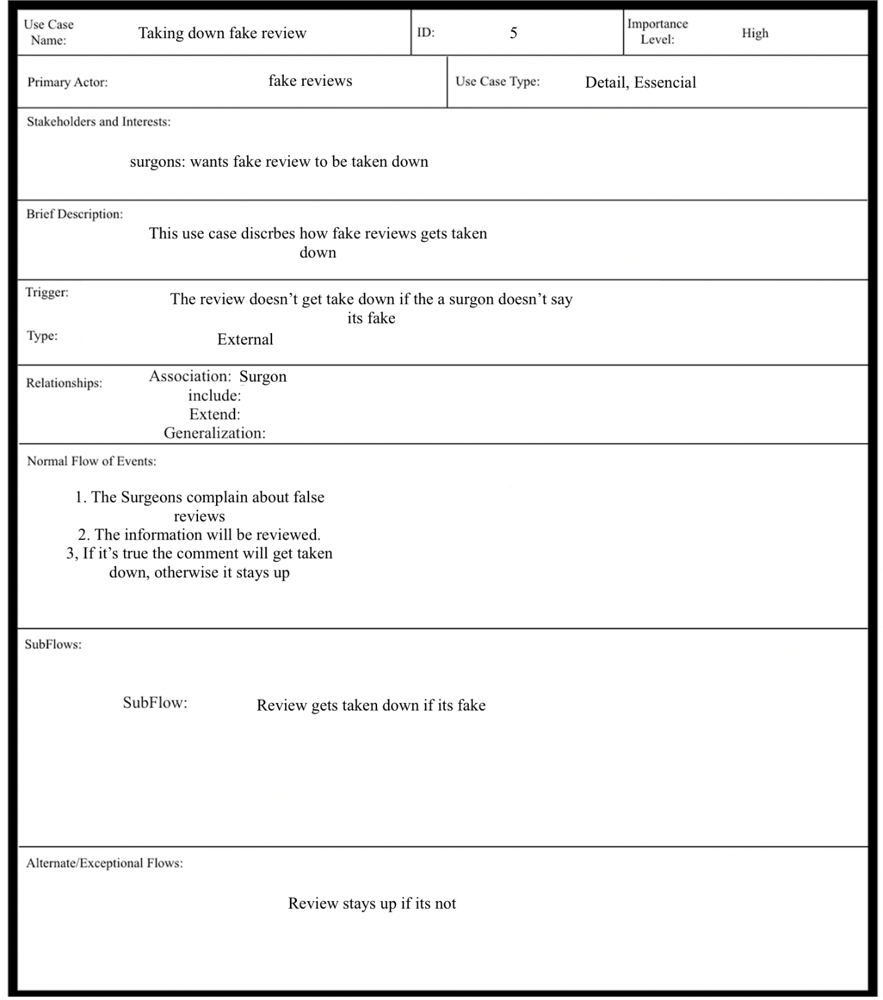 Use Case
Name:
Taking down fake review
ID:
5
Importance
Level:
High
Primary Actor:
fake reviews
Use Case Type:
Detail, Essencial
Stakeholders and Interests:
surgons: wants fake review to be taken down
Brief Description:
This use case discrbes how fake reviews gets taken
down
Trigger:
The review doesn’t get take down if the a surgon doesn’t say
its fake
Type:
External
Relationships:
Association: Surgon
include:
Extend:
Generalization:
Normal Flow of Events:
1. The Surgeons complain about false
reviews
2. The information will be reviewed.
3, If it’s true the comment will get taken
down, otherwise it stays up
SubFlows:
SubFlow:
Review gets taken down if its fake
Alternate/Exceptional Flows:
Review stays up if its not